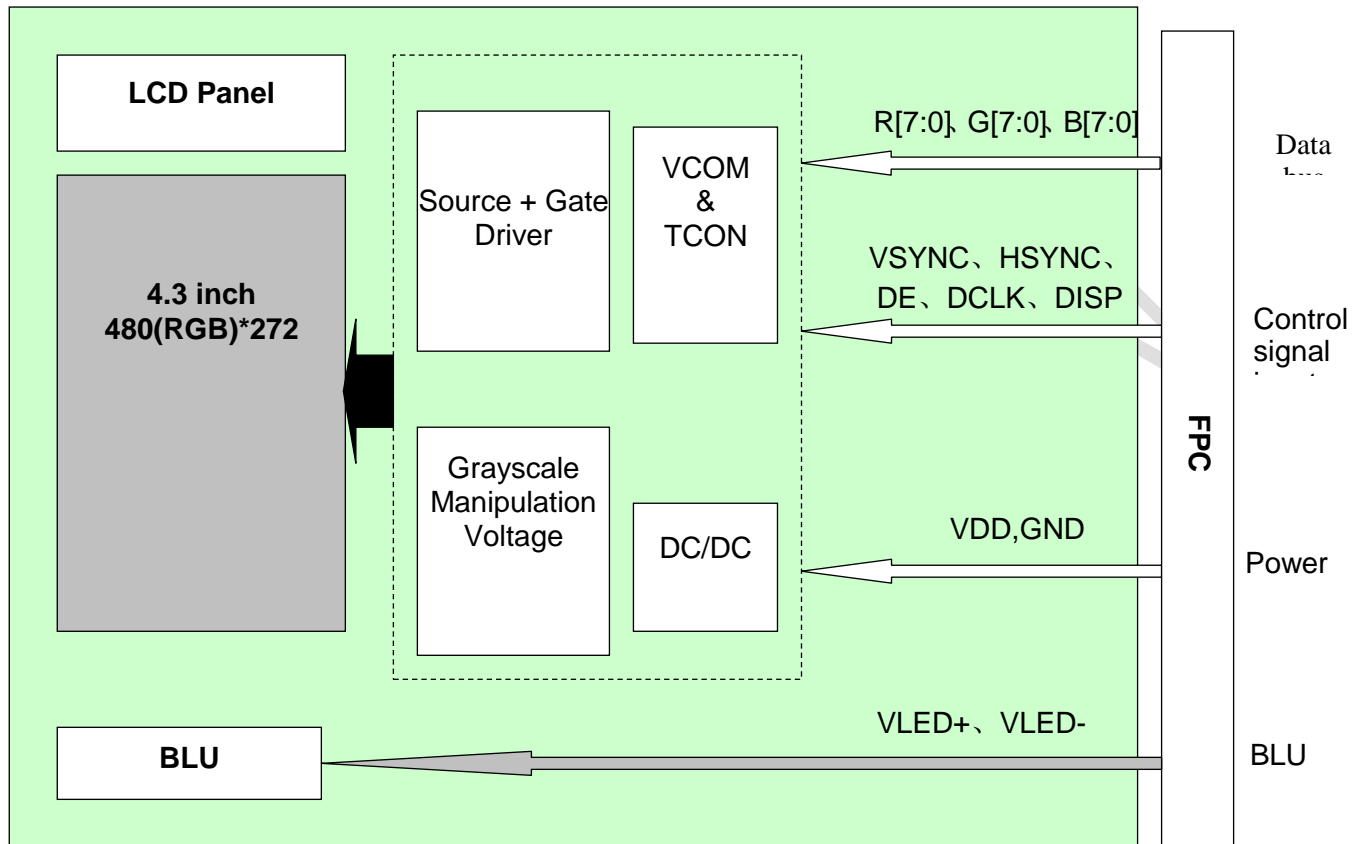 LCD Panel
4.3 inch
480(RGB)*272
Source + Gate
Driver
VCOM
&
TCON
Grayscale
Manipulation
Voltage
DC/DC
BLU
R[7:0]、G[7:0]、B[7:0]
VSYNC、HSYNC、
DE、DCLK、DISP
VDD,GND
VLED+、VLED-
FPC
Data
Control
signal
Power
BLU